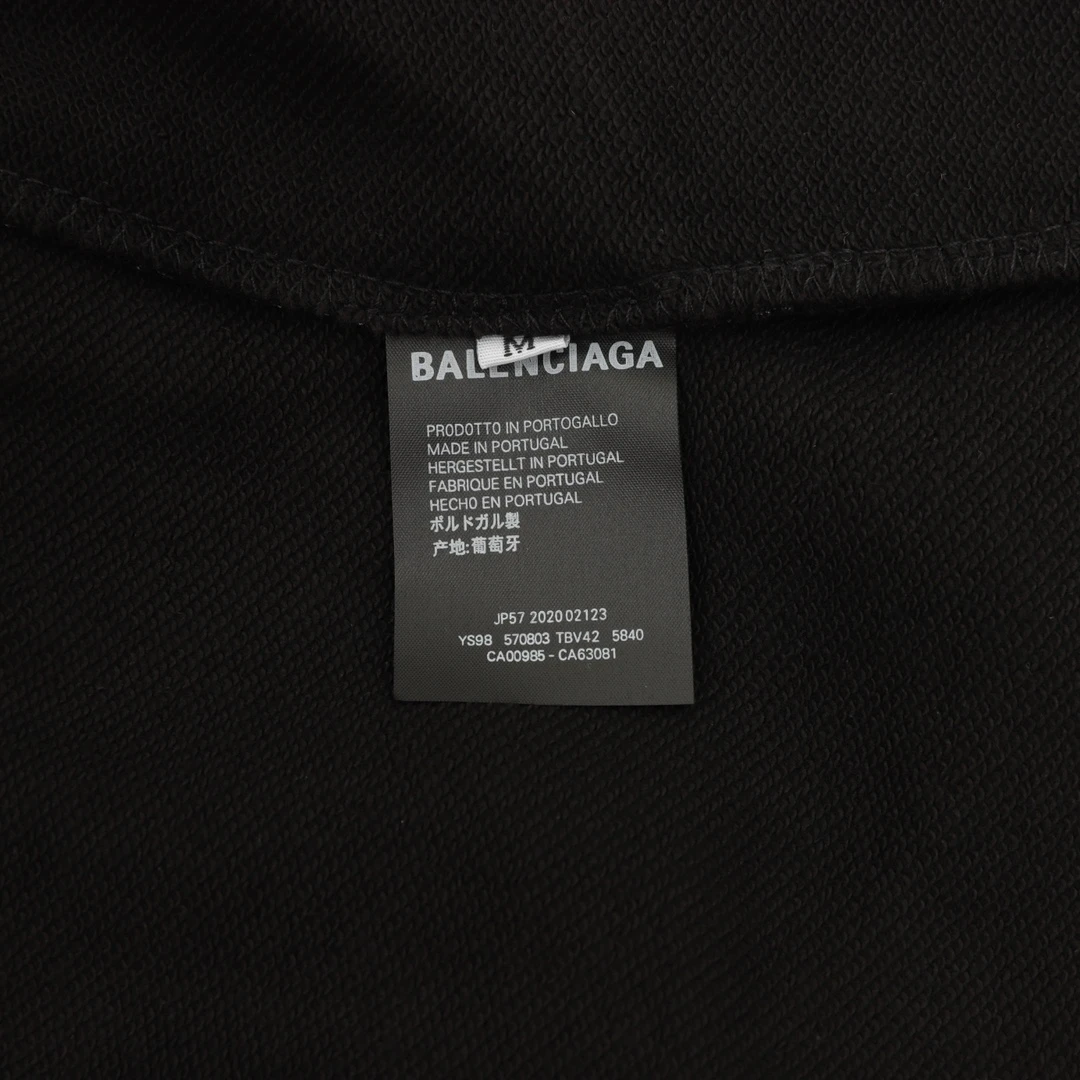 M
BALENCIAGA
PRODOTTO IN PORTOGALLO
MADE IN PORTUGAL
HERGESTELLT IN PORTUGAL
FABRIQUE EN PORTUGAL
HECHO EN PORTUGAL
ポルドガル製
产地:葡萄牙
JP57 2020 02123
YS98 570803 TBV42 5840
CA00985 - CA63081